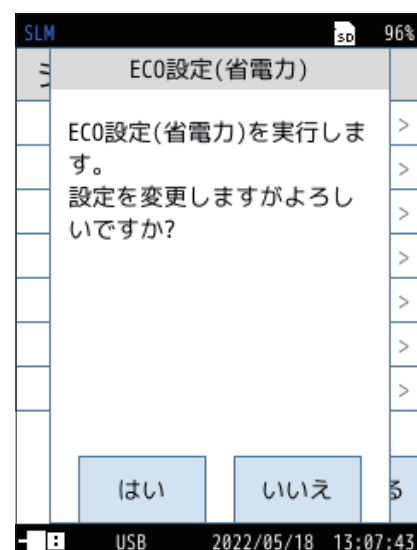 SLM SD 96%
ECO設定(省電力)
ECO設定(省電力)を実行しま
す。
設定を変更しますがよろし
いですか?
はい いいえ る
USB 2022/05/18 13:07:43